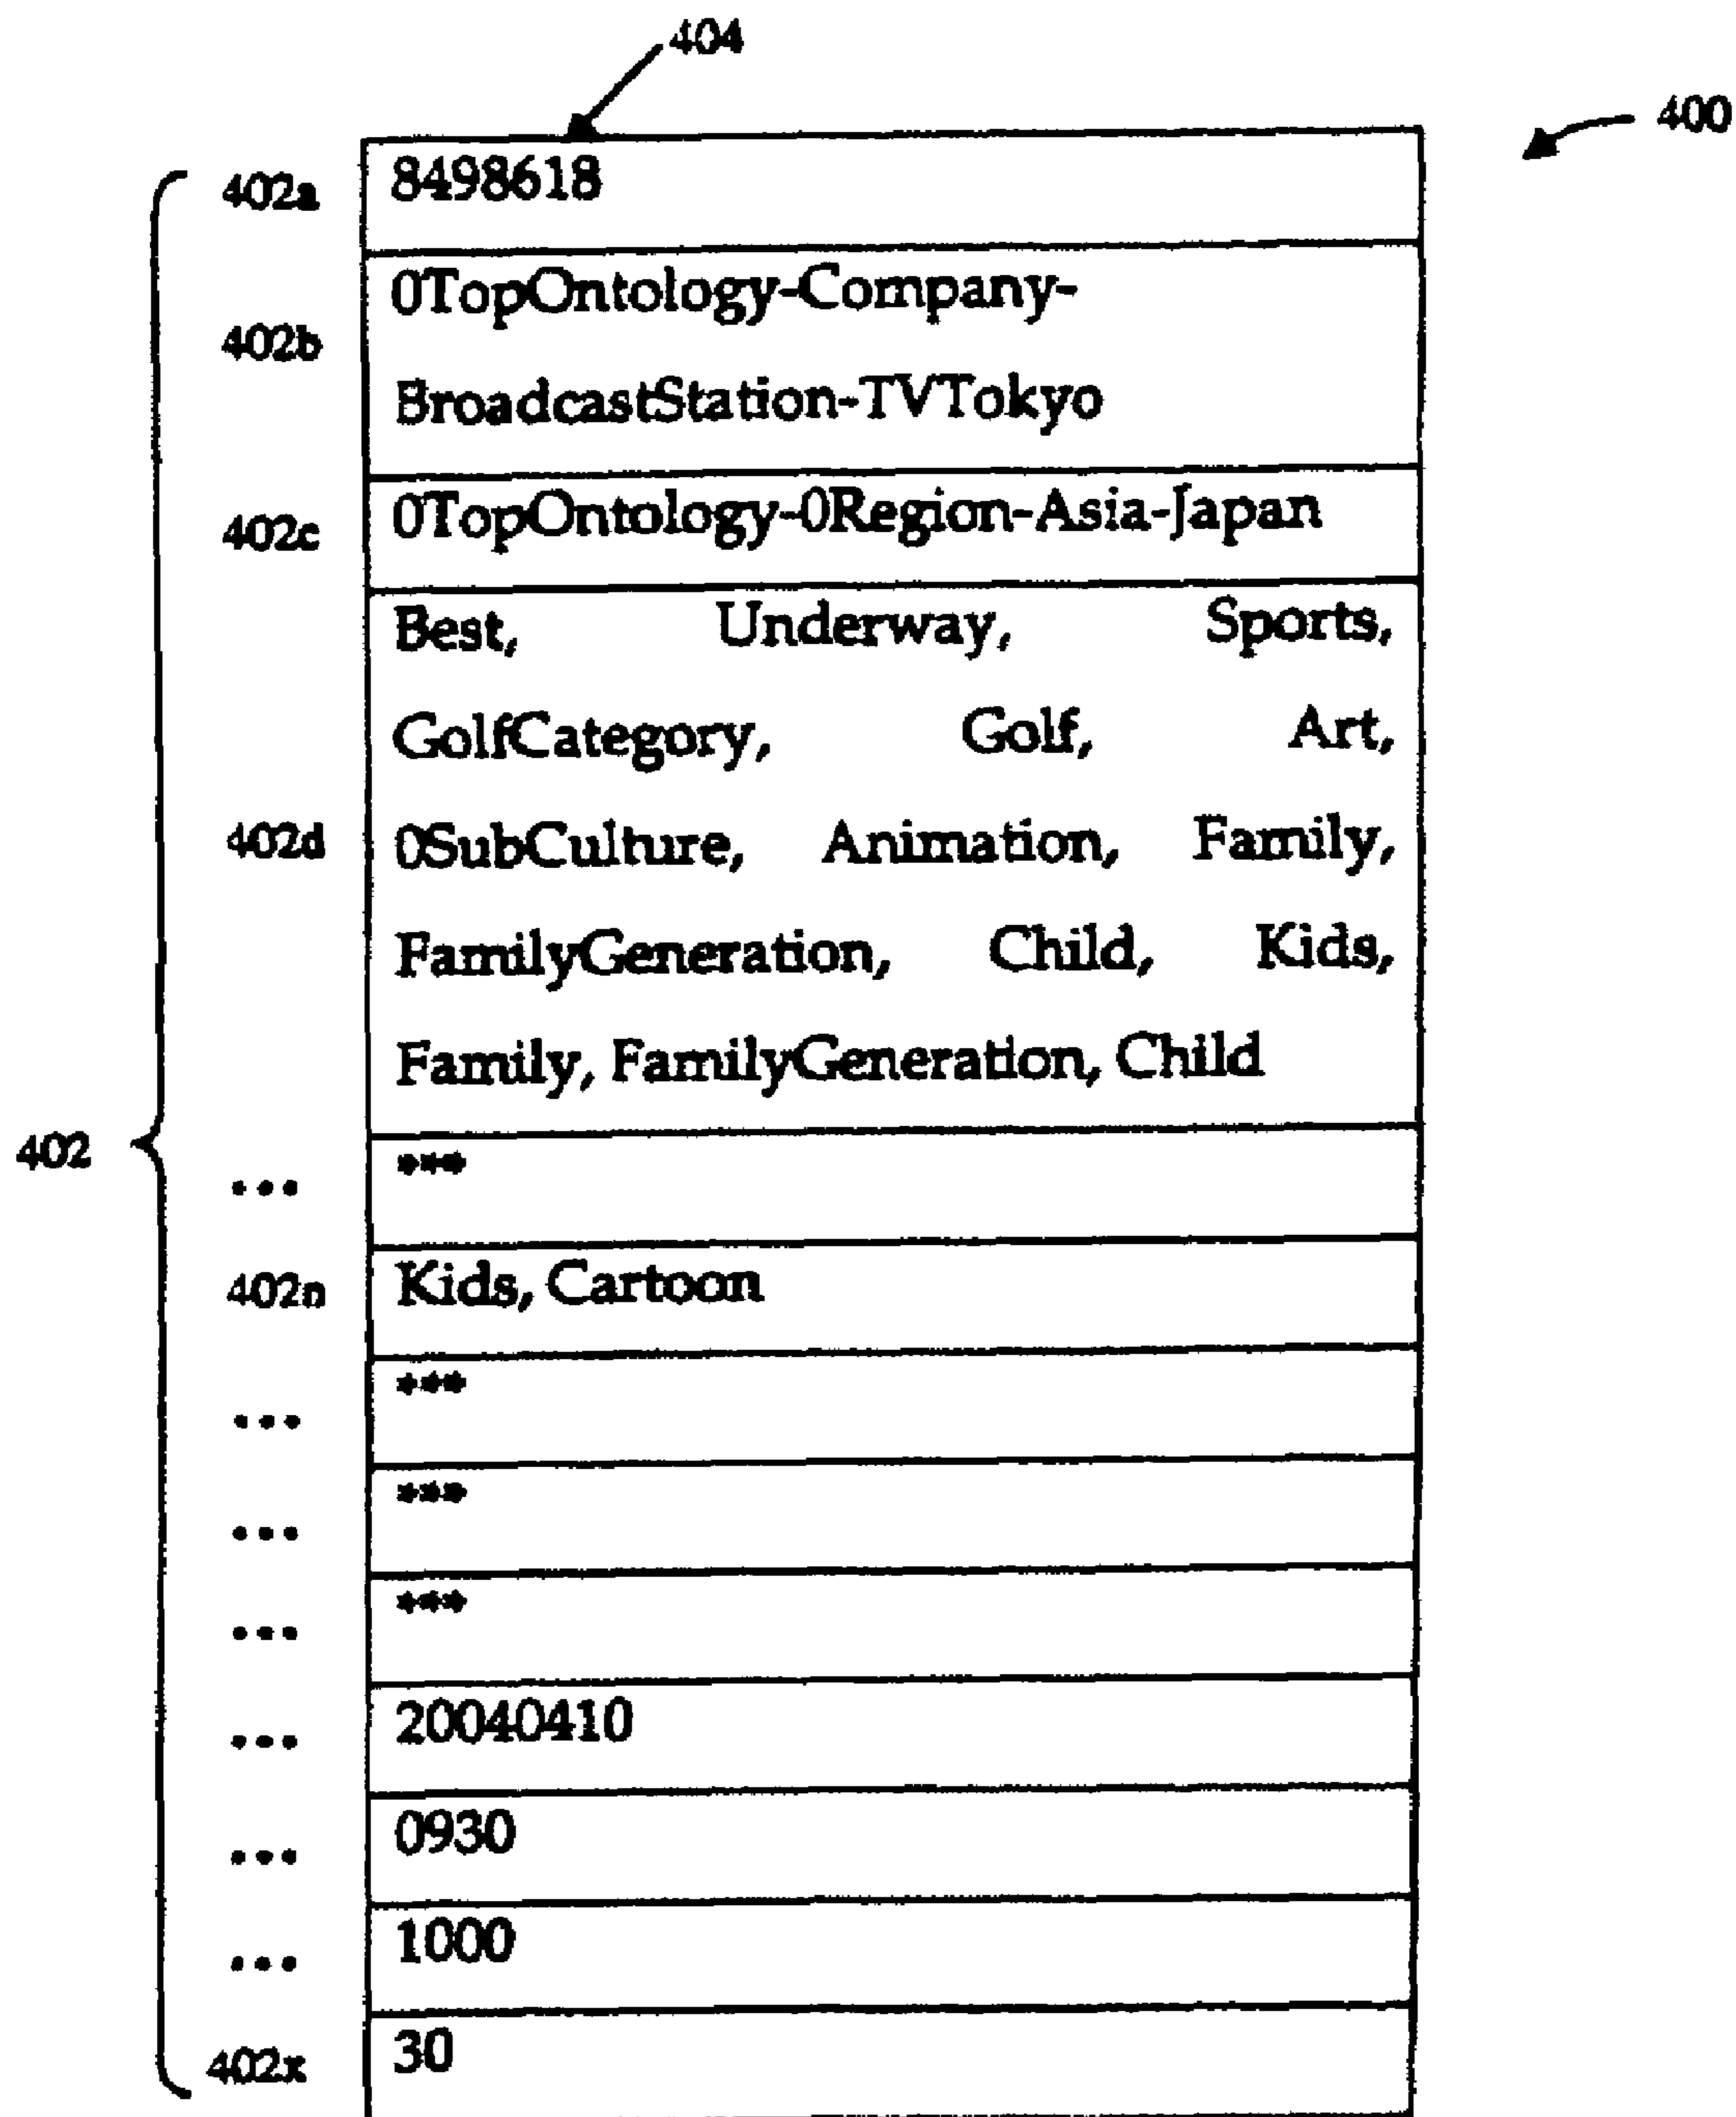 404
400
402a 8498618
0TopOntology-Company-
402b
BroadcastStation-TVTokyo
402c 0TopOntology-0Region-Asia-Japan
Best, Underway, Sports,
GolfCategory, Golf, Art,
402d 0SubCulture, Animation, Family,
FamilyGeneration, Child, Kids,
Family, FamilyGeneration, Child
402
... ***
402n Kids, Cartoon
... ***
... ***
... ***
... 20040410
... 0930
... 1000
402x 30